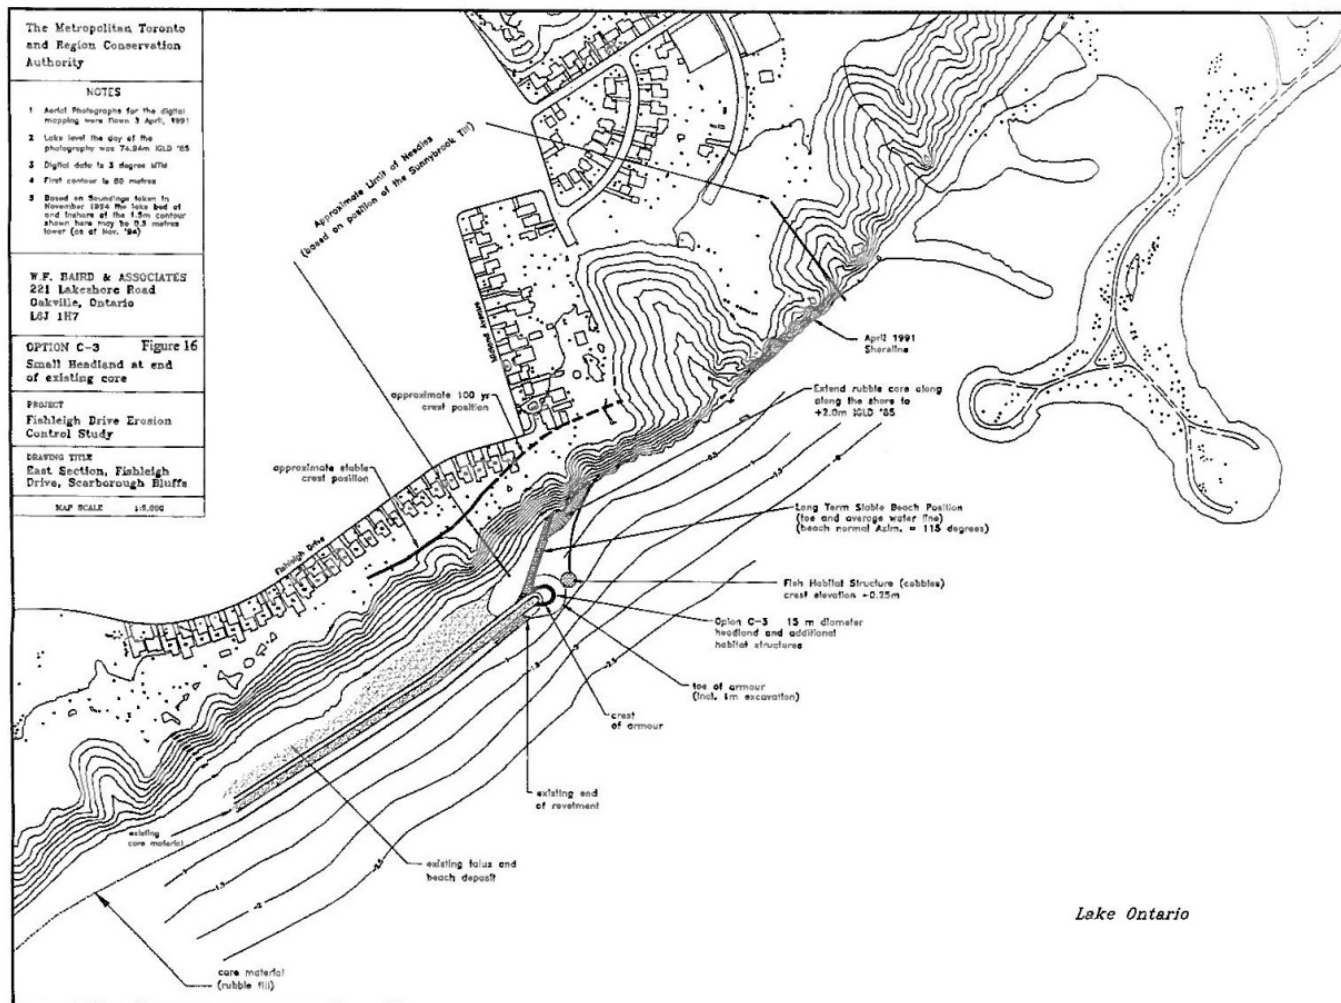 The Metropolitan Toronto
and Region Conservation
Authority
NOTES
1 Aerial Photographs for the digital
mapping were flown 3 April, 1991
2 Lake level the day of the
photography was 74.94m IGLD '85
3 Digital data is 3 degree MTM
4 First contour is 80 metres
5 Based on Soundings taken in
November 1994 the lake bed at
and inshore of the 1.5m contour
shown here may be 0.5 metres
lower (as of Nov. '94)
W.F. BAIRD & ASSOCIATES
221 Lakeshore Road
Oakville, Ontario
L6J 1H7
OPTION C-3 Figure 16
Small Headland at end
of existing core
PROJECT
Fishleigh Drive Erosion
Control Study
DRAWING TITLE
East Section, Fishleigh
Drive, Scarborough Bluffs
MAP SCALE 1:5,000
Approximate Limit of Needles
(based on position of the Sunnybrook Till)
Midland Avenue
April 1991
Shoreline
approximate 100 yr
crest position
Extend rubble core along
along the shore to
+2.0m IGLD '85
approximate stable
crest position
Long Term Stable Beach Position
(toe and average water line)
(beach normal Azim. = 115 degrees)
Fishleigh Drive
Fish Habitat Structure (cobbles)
crest elevation -0.25m
Option C-3 15 m diameter
headland and additional
habitat structures
toe of armour
(incl. 1m excavation)
crest
of armour
existing end
of revetment
existing
core material
existing talus and
beach deposit
Lake Ontario
core material
(rubble fill)